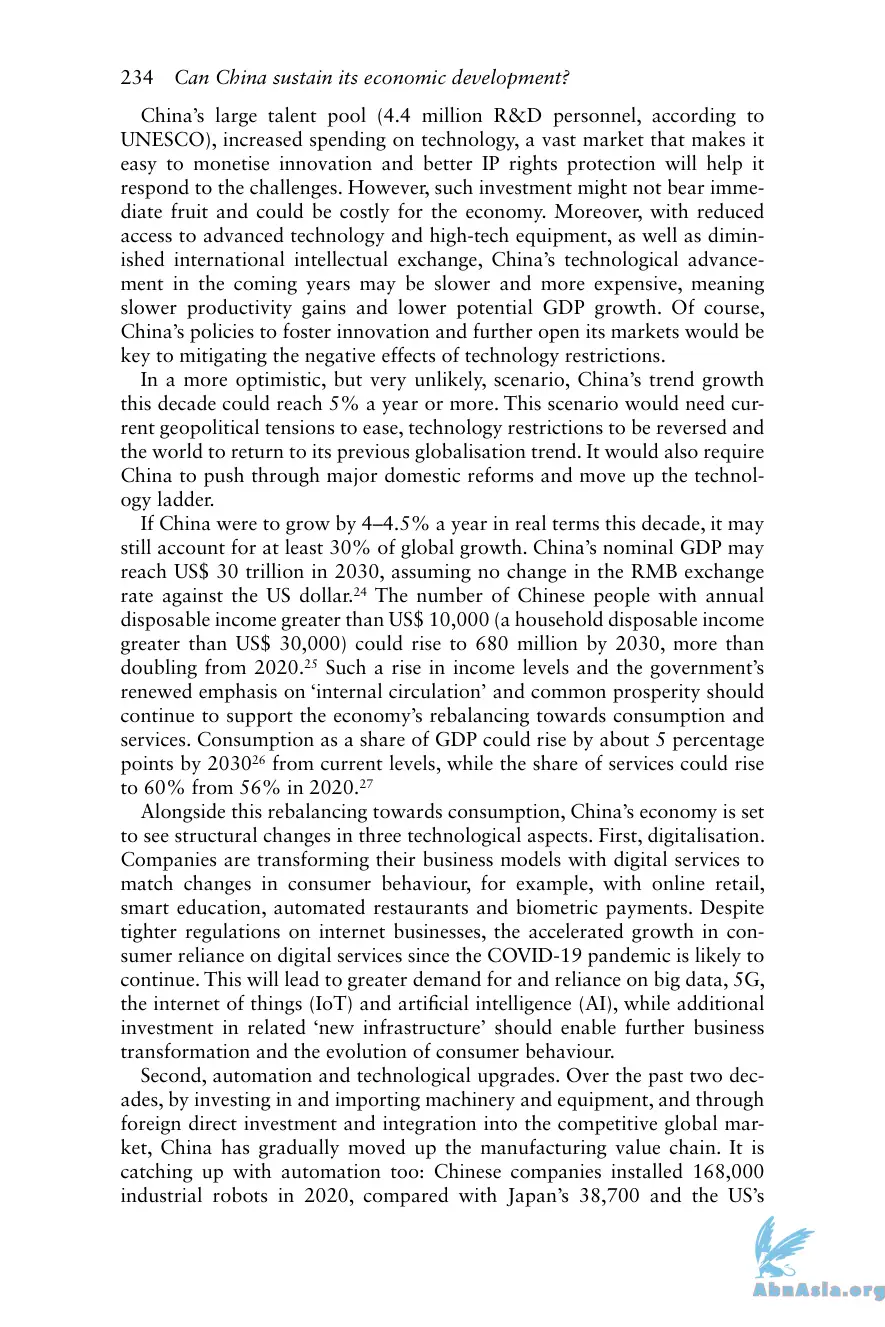 234 Can China sustain its economic development?
China’s large talent pool (4.4 million R&D personnel, according to
UNESCO), increased spending on technology, a vast market that makes it
easy to monetise innovation and better IP rights protection will help it
respond to the challenges. However, such investment might not bear imme-
diate fruit and could be costly for the economy. Moreover, with reduced
access to advanced technology and high-tech equipment, as well as dimin-
ished international intellectual exchange, China’s technological advance-
ment in the coming years may be slower and more expensive, meaning
slower productivity gains and lower potential GDP growth. Of course,
China’s policies to foster innovation and further open its markets would be
key to mitigating the negative effects of technology restrictions.
In a more optimistic, but very unlikely, scenario, China’s trend growth
this decade could reach 5% a year or more. This scenario would need cur-
rent geopolitical tensions to ease, technology restrictions to be reversed and
the world to return to its previous globalisation trend. It would also require
China to push through major domestic reforms and move up the technol-
ogy ladder.
If China were to grow by 4–4.5% a year in real terms this decade, it may
still account for at least 30% of global growth. China’s nominal GDP may
reach US$ 30 trillion in 2030, assuming no change in the RMB exchange
rate against the US dollar.²⁴ The number of Chinese people with annual
disposable income greater than US$ 10,000 (a household disposable income
greater than US$ 30,000) could rise to 680 million by 2030, more than
doubling from 2020.²⁵ Such a rise in income levels and the government’s
renewed emphasis on ‘internal circulation’ and common prosperity should
continue to support the economy’s rebalancing towards consumption and
services. Consumption as a share of GDP could rise by about 5 percentage
points by 2030²⁶ from current levels, while the share of services could rise
to 60% from 56% in 2020.²⁷
Alongside this rebalancing towards consumption, China’s economy is set
to see structural changes in three technological aspects. First, digitalisation.
Companies are transforming their business models with digital services to
match changes in consumer behaviour, for example, with online retail,
smart education, automated restaurants and biometric payments. Despite
tighter regulations on internet businesses, the accelerated growth in con-
sumer reliance on digital services since the COVID-19 pandemic is likely to
continue. This will lead to greater demand for and reliance on big data, 5G,
the internet of things (IoT) and artificial intelligence (AI), while additional
investment in related ‘new infrastructure’ should enable further business
transformation and the evolution of consumer behaviour.
Second, automation and technological upgrades. Over the past two dec-
ades, by investing in and importing machinery and equipment, and through
foreign direct investment and integration into the competitive global mar-
ket, China has gradually moved up the manufacturing value chain. It is
catching up with automation too: Chinese companies installed 168,000
industrial robots in 2020, compared with Japan’s 38,700 and the US’s
AbnAsia.org